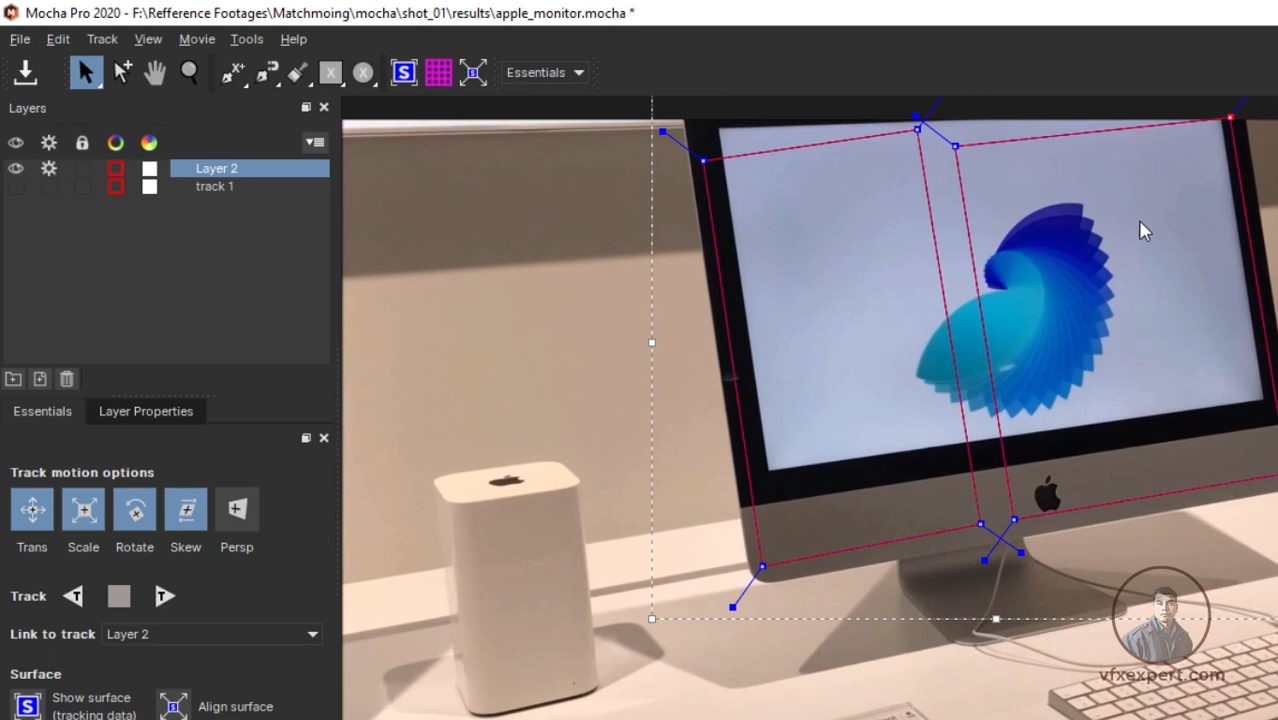 Mocha Pro 2020 - F:\Refference Footages\Matchmoing\mocha\shot_01\results\apple_monitor.mocha *
File Edit Track View Movie Tools Help
Essentials
Layers
Layer 2
track 1
Essentials Layer Properties
Track motion options
Trans Scale Rotate Skew Persp
Track
Link to track Layer 2
Surface
Show surface
(tracking data)
Align surface
vfxexpert.com